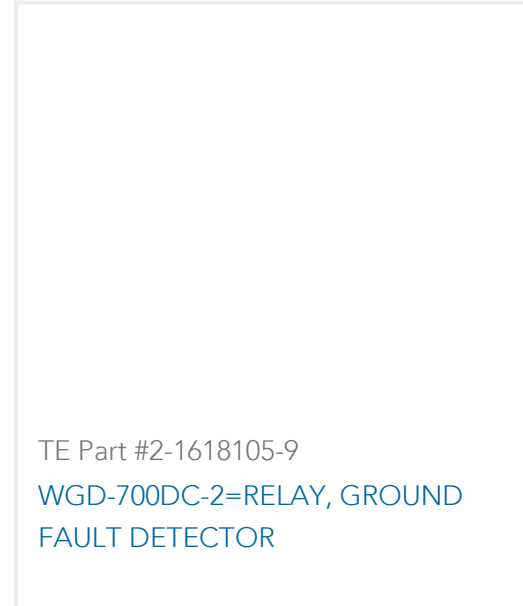 TE Part #2-1618105-9
WGD-700DC-2=RELAY, GROUND
FAULT DETECTOR